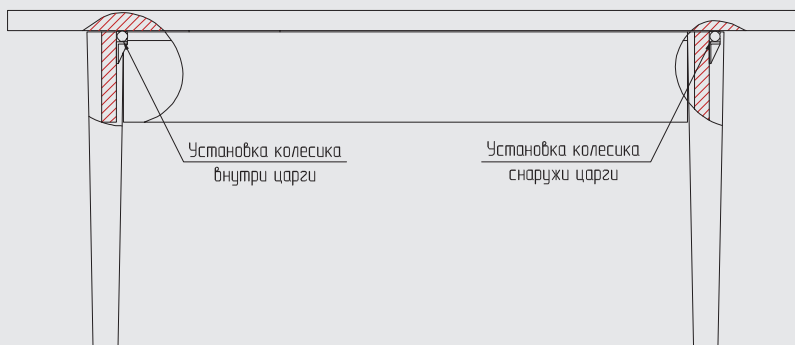 Установка колесика
внутри царги
Установка колесика
снаружи царги